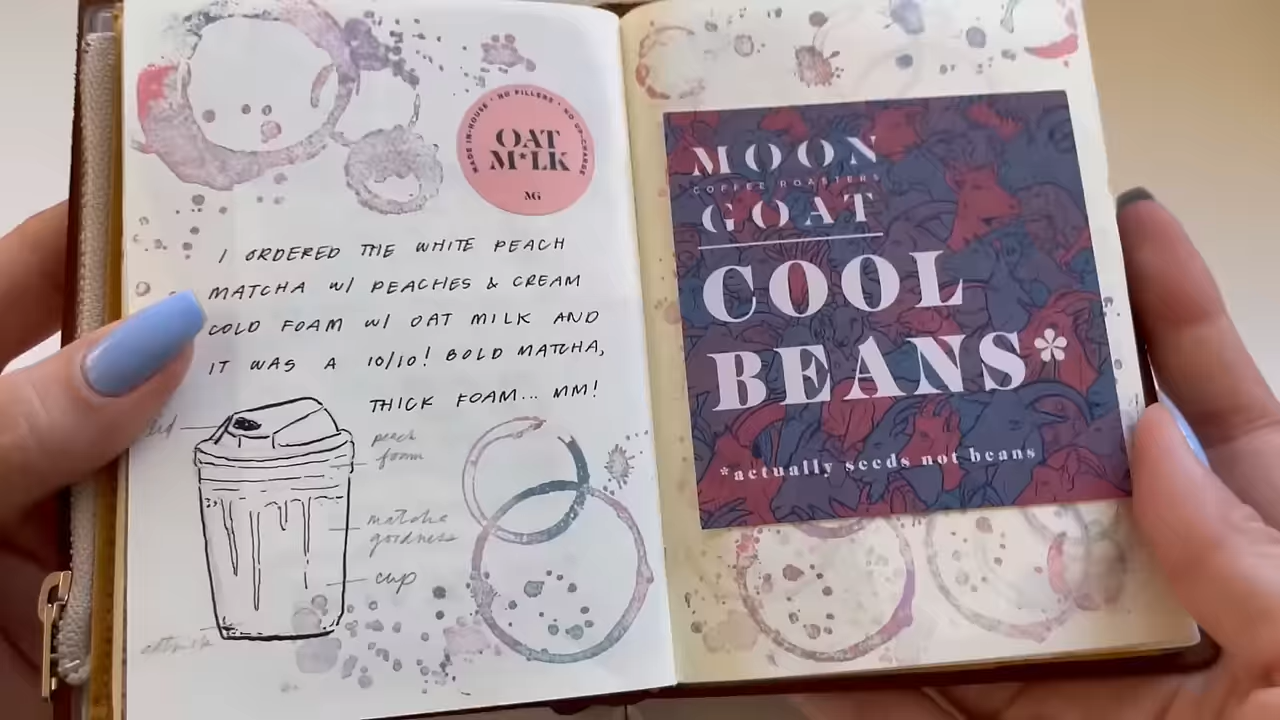 MADE IN-HOUSE • NO FILLERS • NO UP-CHARGE
OAT
M*LK
MG
I ORDERED THE WHITE PEACH
MATCHA W/ PEACHES & CREAM
COLD FOAM W/ OAT MILK AND
IT WAS A 10/10! BOLD MATCHA,
THICK FOAM... MM!
peach
foam
matcha
goodness
cup
MOON
COFFEE ROASTERS
GOAT
COOL
BEANS*
*actually seeds not beans